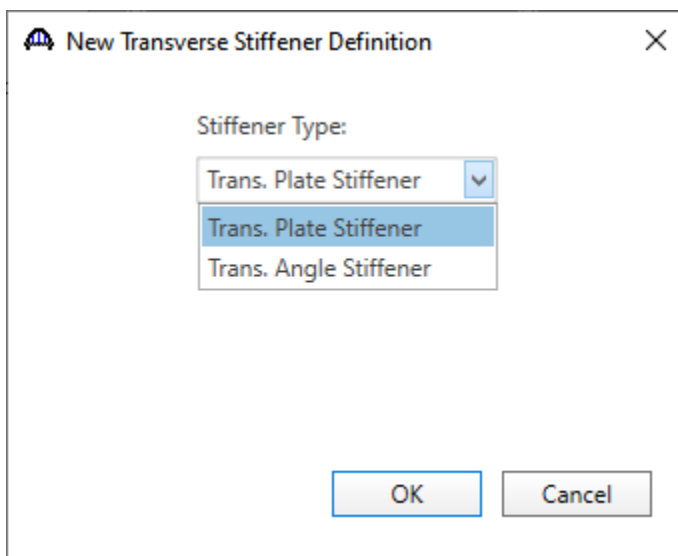 New Transverse Stiffener Definition
Stiffener Type:
Trans. Plate Stiffener
Trans. Plate Stiffener
Trans. Angle Stiffener
OK Cancel